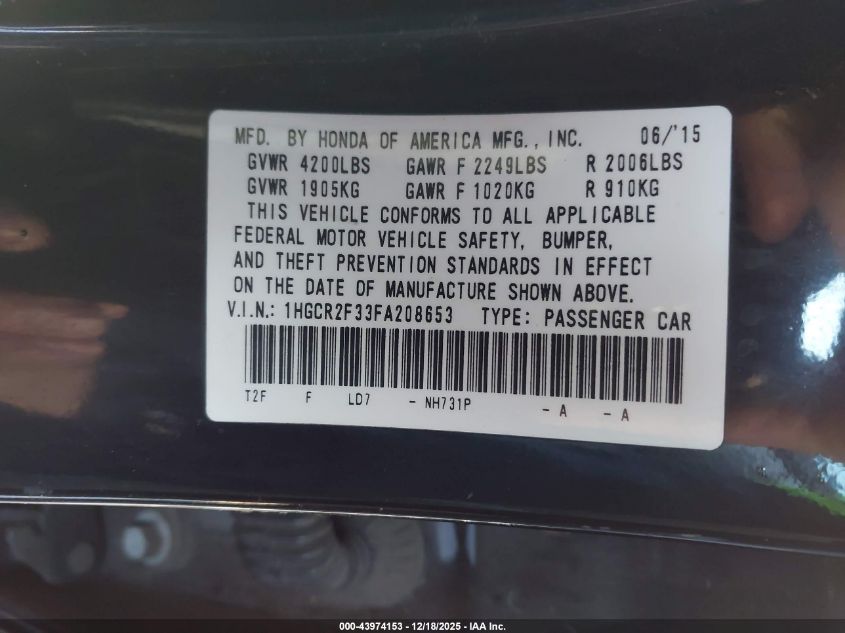 MFD. BY HONDA OF AMERICA MFG., INC. 06/'15
GVWR 4200LBS GAWR F 2249LBS R 2006LBS
GVWR 1905KG GAWR F 1020KG R 910KG
THIS VEHICLE CONFORMS TO ALL APPLICABLE
FEDERAL MOTOR VEHICLE SAFETY, BUMPER,
AND THEFT PREVENTION STANDARDS IN EFFECT
ON THE DATE OF MANUFACTURE SHOWN ABOVE.
V.I.N.: 1HGCR2F33FA208653 TYPE: PASSENGER CAR
T2F F LD7 - NH731P - A - A
000-43974153 - 12/18/2025 - IAA Inc.